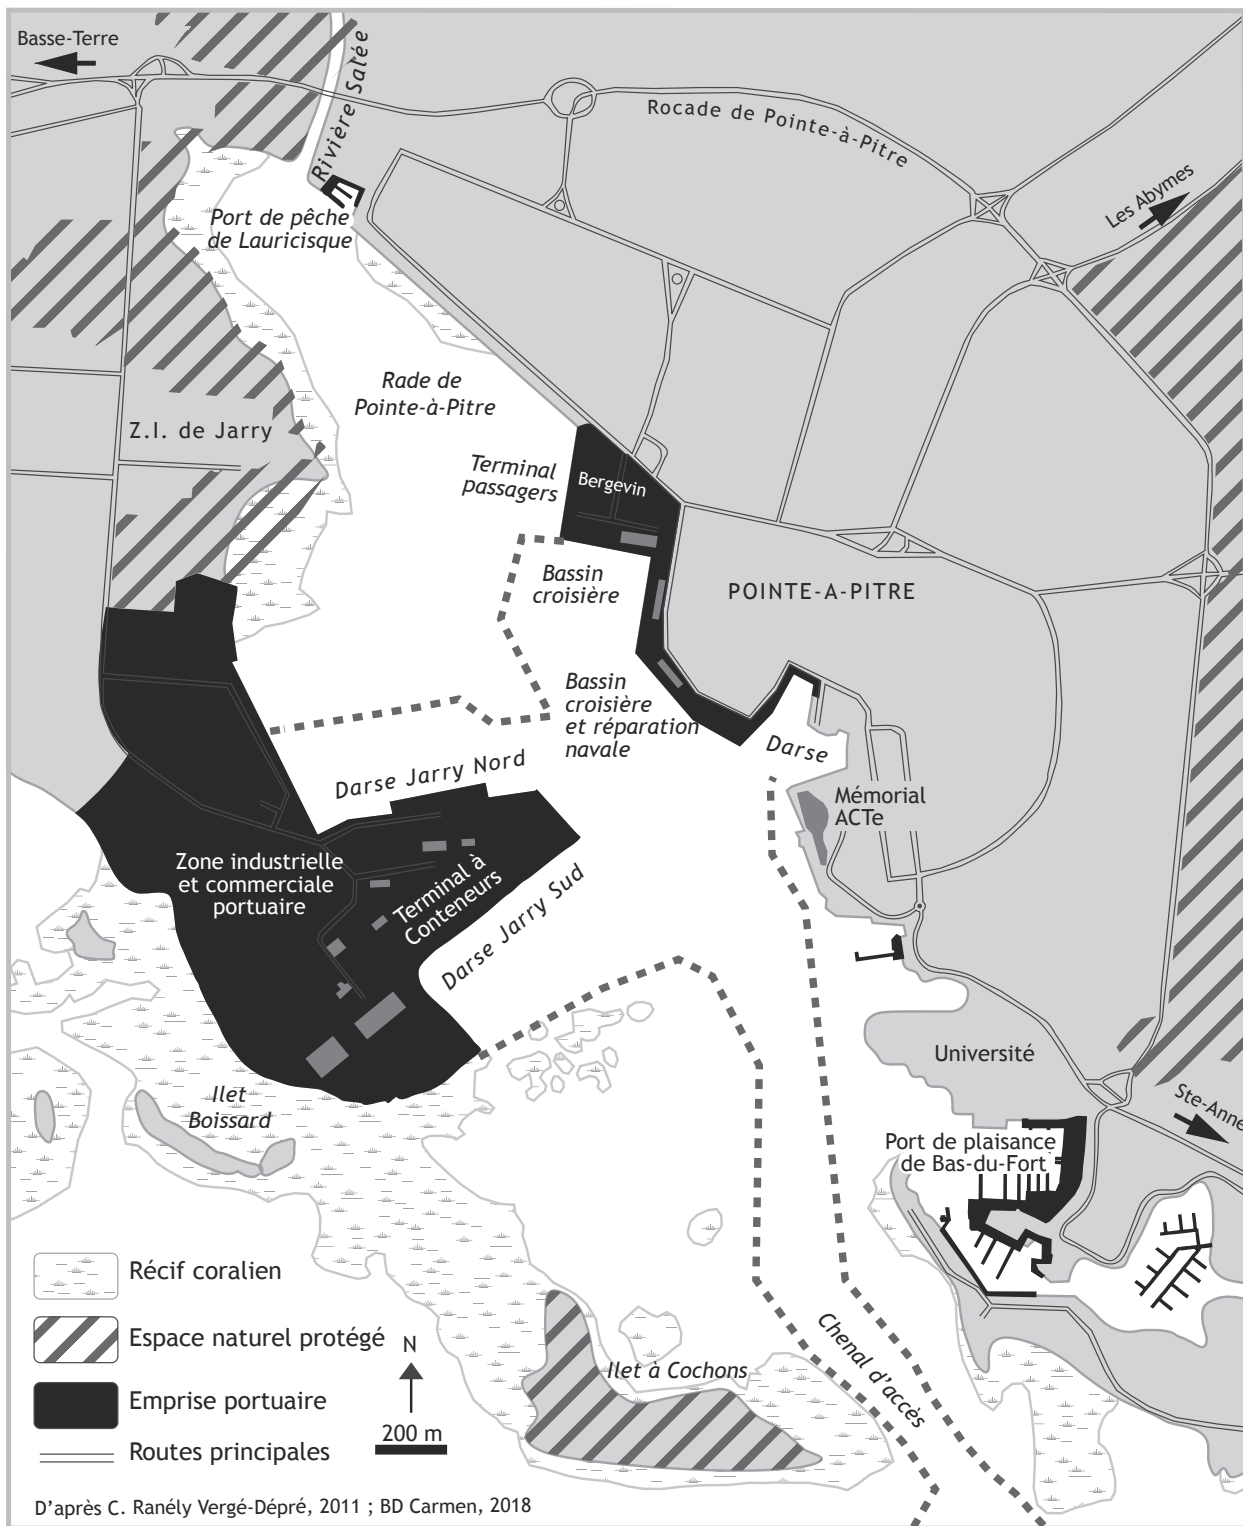 Basse-Terre
Rivière Salée
Rocade de Pointe-à-Pitre
Les Abymes
Port de pêche
de Lauricisque
Rade de
Pointe-à-Pitre
Z.I. de Jarry
Terminal
passagers
Bergevin
Bassin
croisière
POINTE-A-PITRE
Bassin
croisière
et réparation
navale
Darse
Darse Jarry Nord
Mémorial
ACTe
Zone industrielle
et commerciale
portuaire
Terminal à
Conteneurs
Darse Jarry Sud
Université
Ilet
Boissard
Ste-Anne
Port de plaisance
de Bas-du-Fort
Récif coralien
Espace naturel protégé
Emprise portuaire
Routes principales
N
200 m
Ilet à Cochons
Chenal d'accès
D'après C. Ranély Vergé-Dépré, 2011 ; BD Carmen, 2018